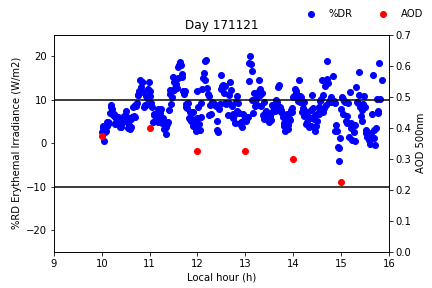 %DR AOD
Day 171121
%RD Erythemal Irradiance (W/m2)
20
10
0
−10
−20
0.7
0.6
0.5
0.4
0.3
0.2
0.1
0.0
AOD 500nm
9 10 11 12 13 14 15 16
Local hour (h)